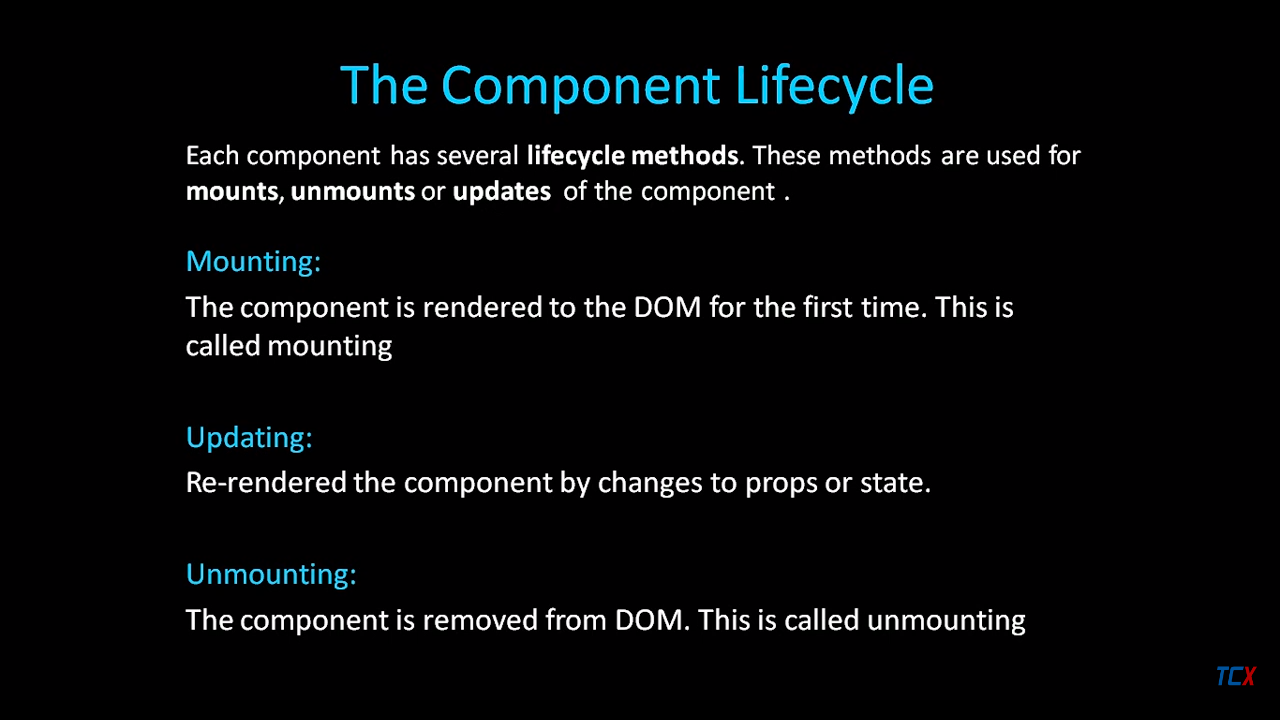 The Component Lifecycle
Each component has several lifecycle methods. These methods are used for
mounts, unmounts or updates of the component .
Mounting:
The component is rendered to the DOM for the first time. This is
called mounting
Updating:
Re-rendered the component by changes to props or state.
Unmounting:
The component is removed from DOM. This is called unmounting
TCX